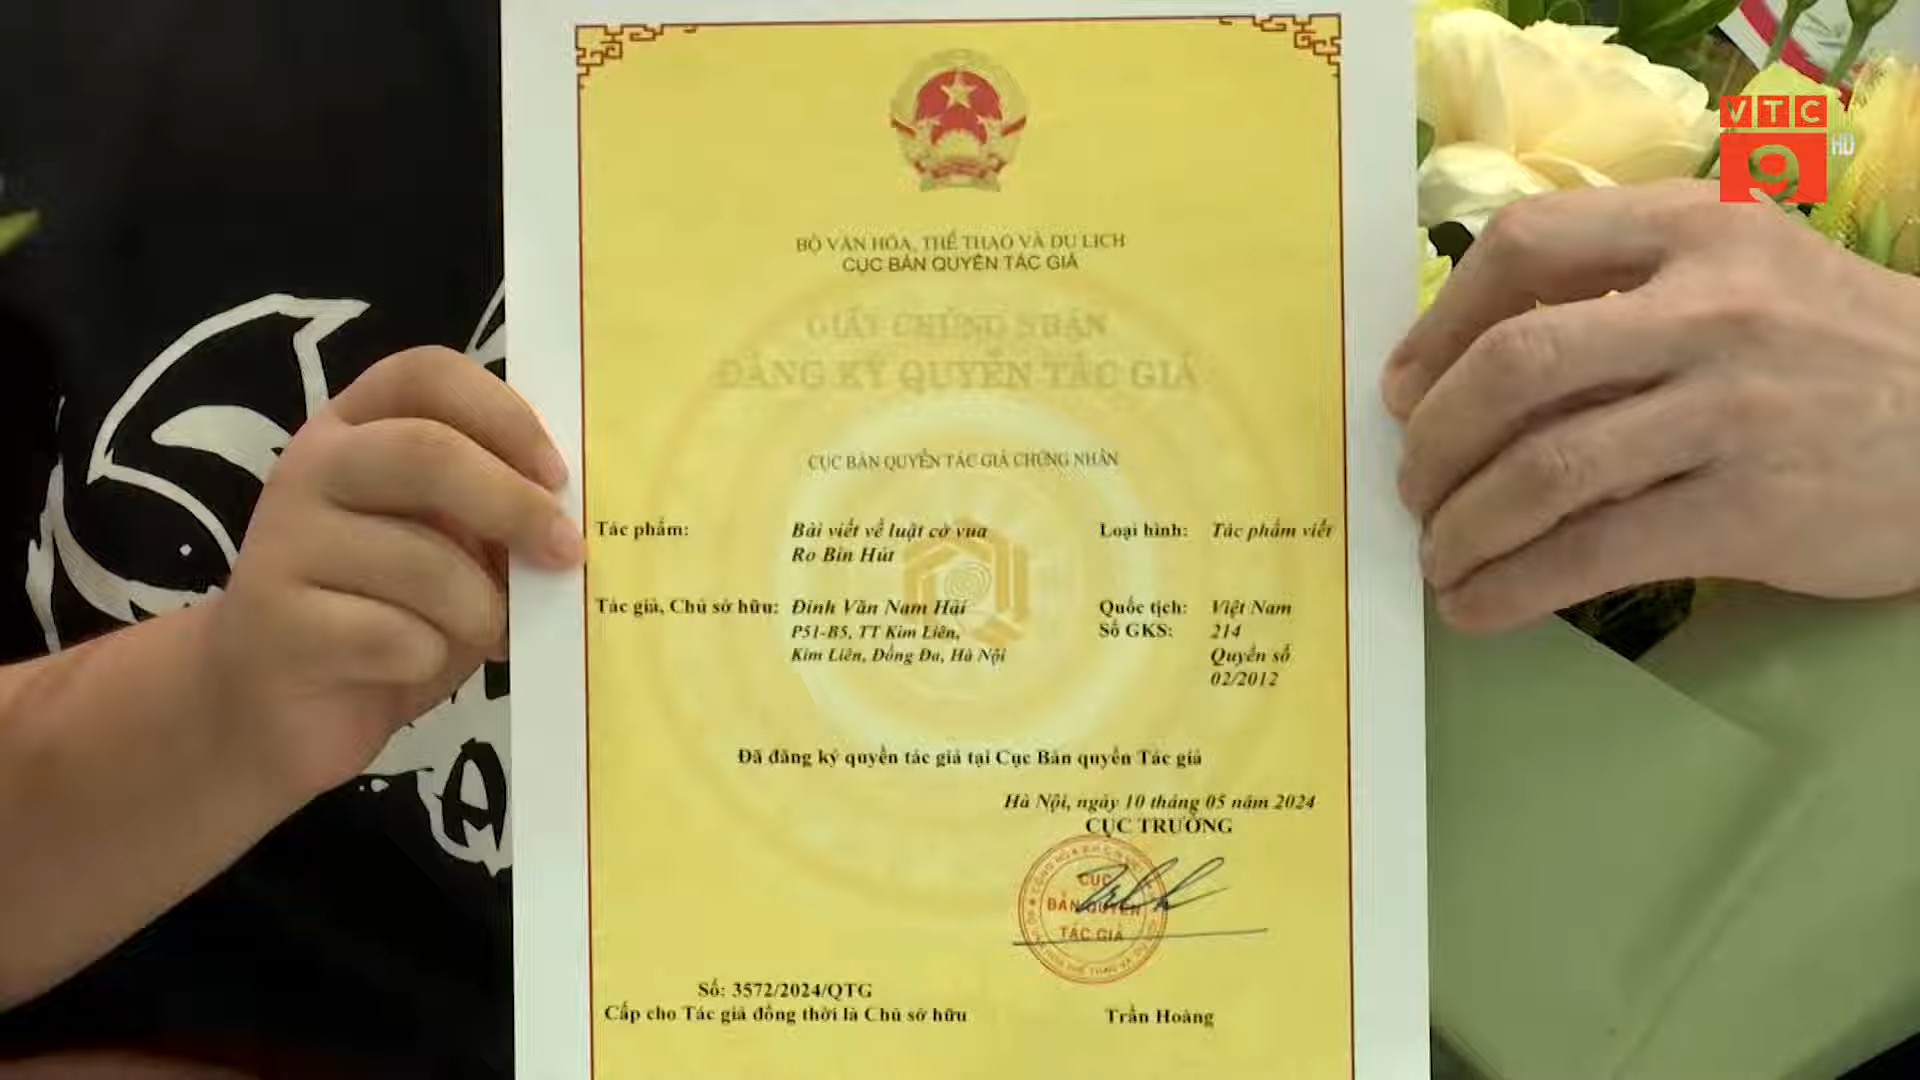 VTC
9
HD
BỘ VĂN HÓA, THỂ THAO VÀ DU LỊCH
CỤC BẢN QUYỀN TÁC GIẢ
GIẤY CHỨNG NHẬN
ĐĂNG KÝ QUYỀN TÁC GIẢ
CỤC BẢN QUYỀN TÁC GIẢ CHỨNG NHẬN
Tác phẩm: Bài viết về luật cờ vua Loại hình: Tác phẩm viết
Ro Bin Hút
Tác giả, Chủ sở hữu: Đinh Văn Nam Hải Quốc tịch: Việt Nam
P51-B5, TT Kim Liên, Số GKS: 214
Kim Liên, Đống Đa, Hà Nội Quyển số
02/2012
Đã đăng ký quyền tác giả tại Cục Bản quyền Tác giả
Hà Nội, ngày 10 tháng 05 năm 2024
CỤC TRƯỞNG
CỤC
BẢN QUYỀN
TÁC GIẢ
Số: 3572/2024/QTG
Cấp cho Tác giả đồng thời là Chủ sở hữu Trần Hoàng